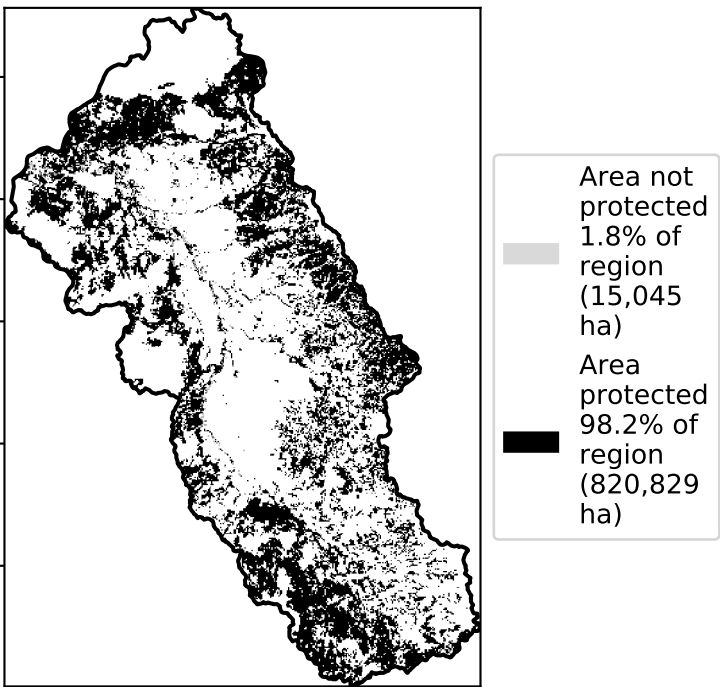 Area not
protected
1.8% of
region
(15,045
ha)
Area
protected
98.2% of
region
(820,829
ha)